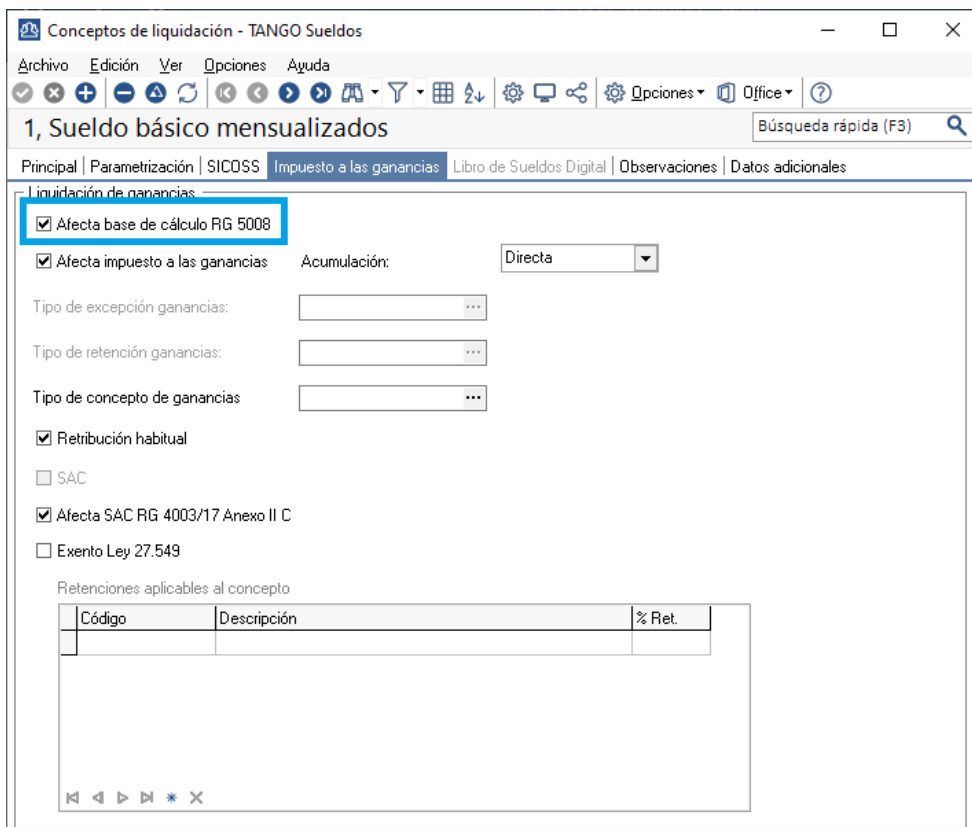 Conceptos de liquidación - TANGO Sueldos
Archivo Edición Ver Opciones Ayuda
Opciones Office
1, Sueldo básico mensualizados Búsqueda rápida (F3)
Principal Parametrización SICOSS Impuesto a las ganancias Libro de Sueldos Digital Observaciones Datos adicionales
Liquidación de ganancias
Afecta base de cálculo RG 5008
Afecta impuesto a las ganancias Acumulación: Directa
Tipo de excepción ganancias: ...
Tipo de retención ganancias: ...
Tipo de concepto de ganancias ...
Retribución habitual
SAC
Afecta SAC RG 4003/17 Anexo II C
Exento Ley 27.549
Retenciones aplicables al concepto
Código Descripción % Ret.